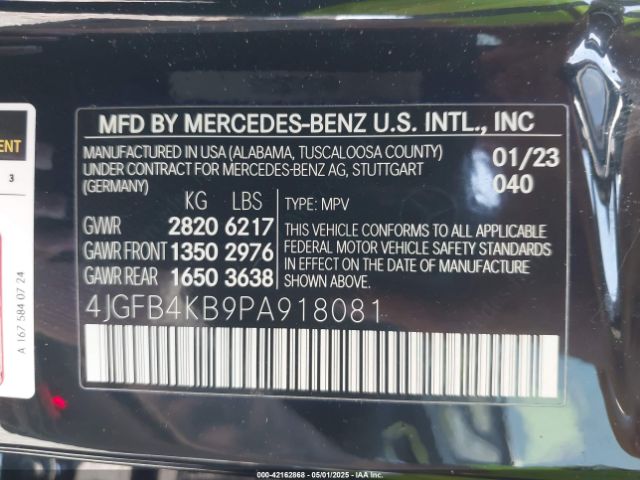 MFD BY MERCEDES-BENZ U.S. INTL., INC
MANUFACTURED IN USA (ALABAMA, TUSCALOOSA COUNTY)
UNDER CONTRACT FOR MERCEDES-BENZ AG, STUTTGART
(GERMANY)
01/23
040
KG LBS
GVWR 2820 6217
GAWR FRONT 1350 2976
GAWR REAR 1650 3638
TYPE: MPV
THIS VEHICLE CONFORMS TO ALL APPLICABLE
FEDERAL MOTOR VEHICLE SAFETY STANDARDS
IN EFFECT ON THE DATE OF MANUFACTURE
SHOWN ABOVE.
4JGFB4KB9PA918081
3
A 167 584 07 24
000-42162868 - 05/01/2025 - IAAI.COM